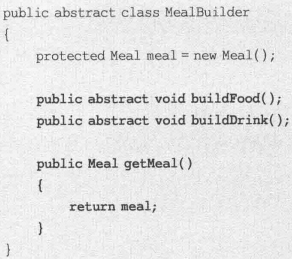 public abstract class MealBuilder
{
protected Meal meal = new Meal();
public abstract void buildFood();
public abstract void buildDrink();
public Meal getMeal()
{
return meal;
}
}